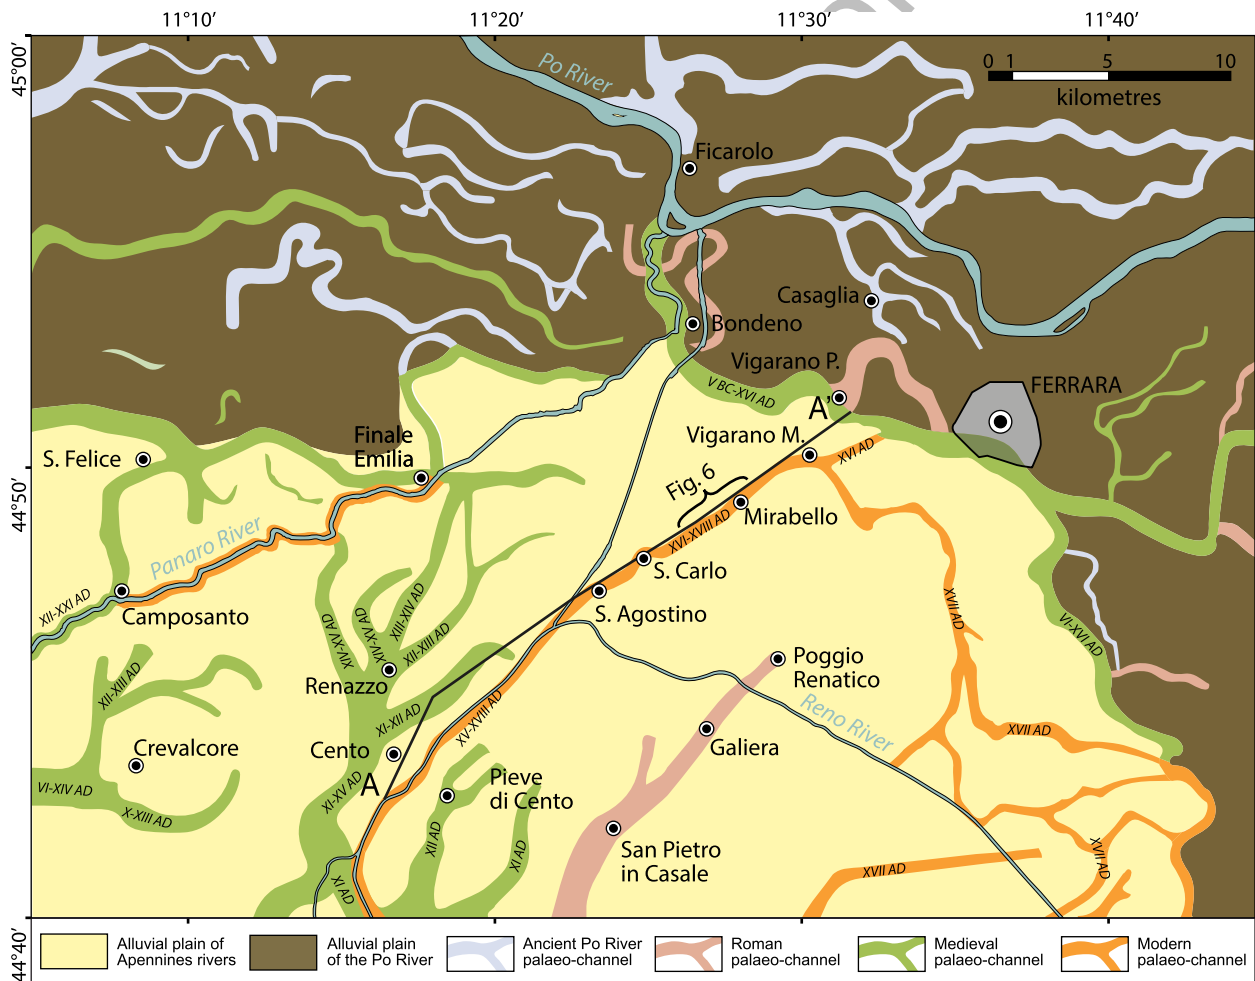 11°10′ 11°20′ 11°30′ 11°40′
45°00′
44°50′
44°40′
0 1 5 10
kilometres
Po River
Ficarolo
Casaglia
Bondeno
Vigarano P.
V BC-XVI AD
A'
FERRARA
Finale
Emilia
S. Felice
Vigarano M.
XVI AD
Fig. 6
Mirabello
XVI-XVIII AD
S. Carlo
Panaro River
XII-XXI AD
Camposanto
S. Agostino
XIV-XV AD
XIV-XV AD
XIII-XIV AD
XII-XIII AD
XVII AD
VI-XVI AD
Renazzo
Poggio
Renatico
XII-XIII AD
XI-XII AD
XV-XVIII AD
Reno River
Crevalcore
Cento
Galiera
XVII AD
A
Pieve
di Cento
VI-XIV AD
X-XIII AD
XI-XV AD
XII AD
XI AD
San Pietro
in Casale
XVII AD
XVII AD
XI AD
Alluvial plain of
Apennines rivers
Alluvial plain
of the Po River
Ancient Po River
palaeo-channel
Roman
palaeo-channel
Medieval
palaeo-channel
Modern
palaeo-channel